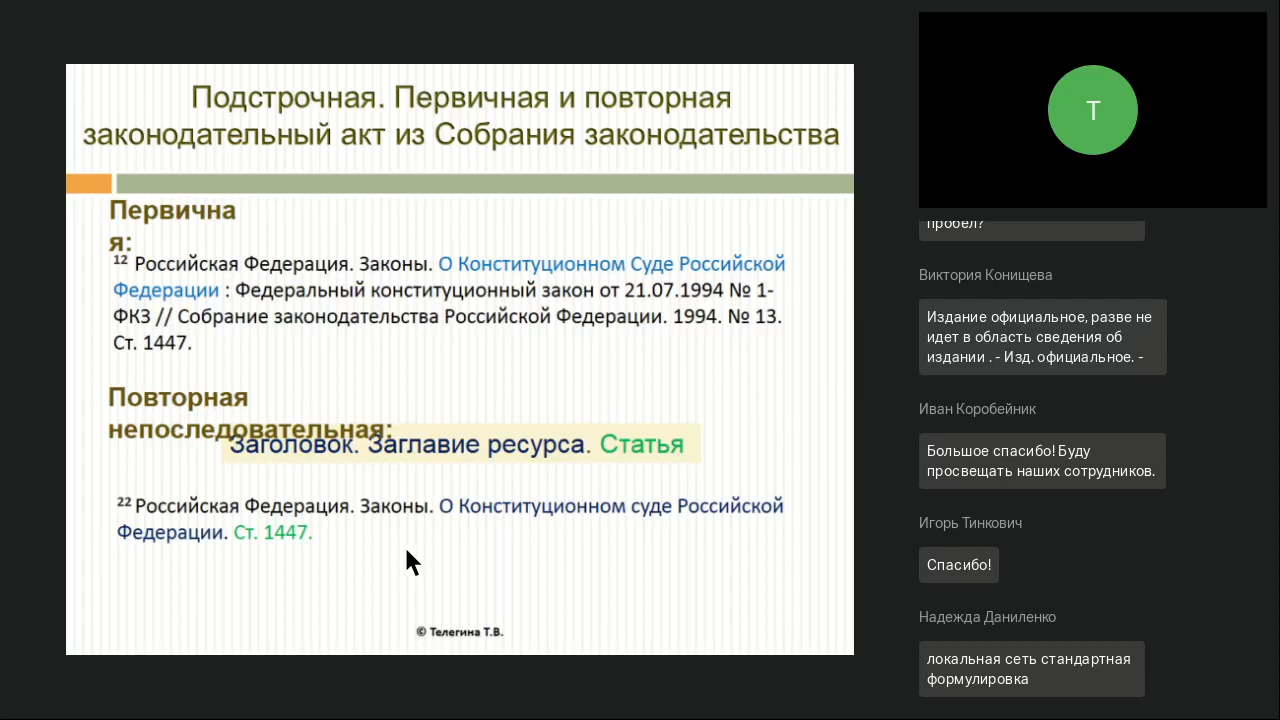 Подстрочная. Первичная и повторная
законодательный акт из Собрания законодательства
Первична
я:
12 Российская Федерация. Законы. О Конституционном Суде Российской
Федерации : Федеральный конституционный закон от 21.07.1994 № 1-
ФКЗ // Собрание законодательства Российской Федерации. 1994. № 13.
Ст. 1447.
Повторная
непоследовательная:
Заголовок. Заглавие ресурса. Статья
22 Российская Федерация. Законы. О Конституционном суде Российской
Федерации. Ст. 1447.
© Телегина Т.В.
Т
пробел?
Виктория Конищева
Издание официальное, разве не
идет в область сведения об
издании . - Изд. официальное. -
Иван Коробейник
Большое спасибо! Буду
просвещать наших сотрудников.
Игорь Тинкович
Спасибо!
Надежда Даниленко
локальная сеть стандартная
формулировка